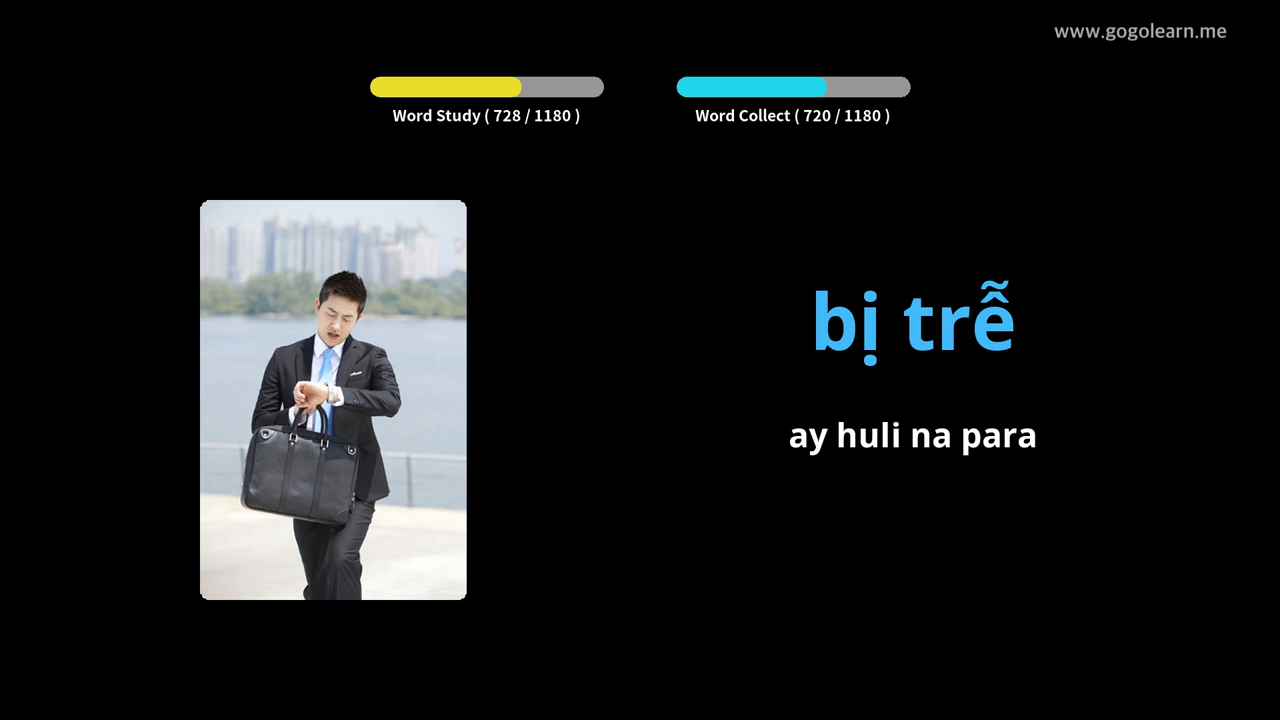 www.gogolearn.me
Word Study ( 728 / 1180 )
Word Collect ( 720 / 1180 )
bị trễ
ay huli na para